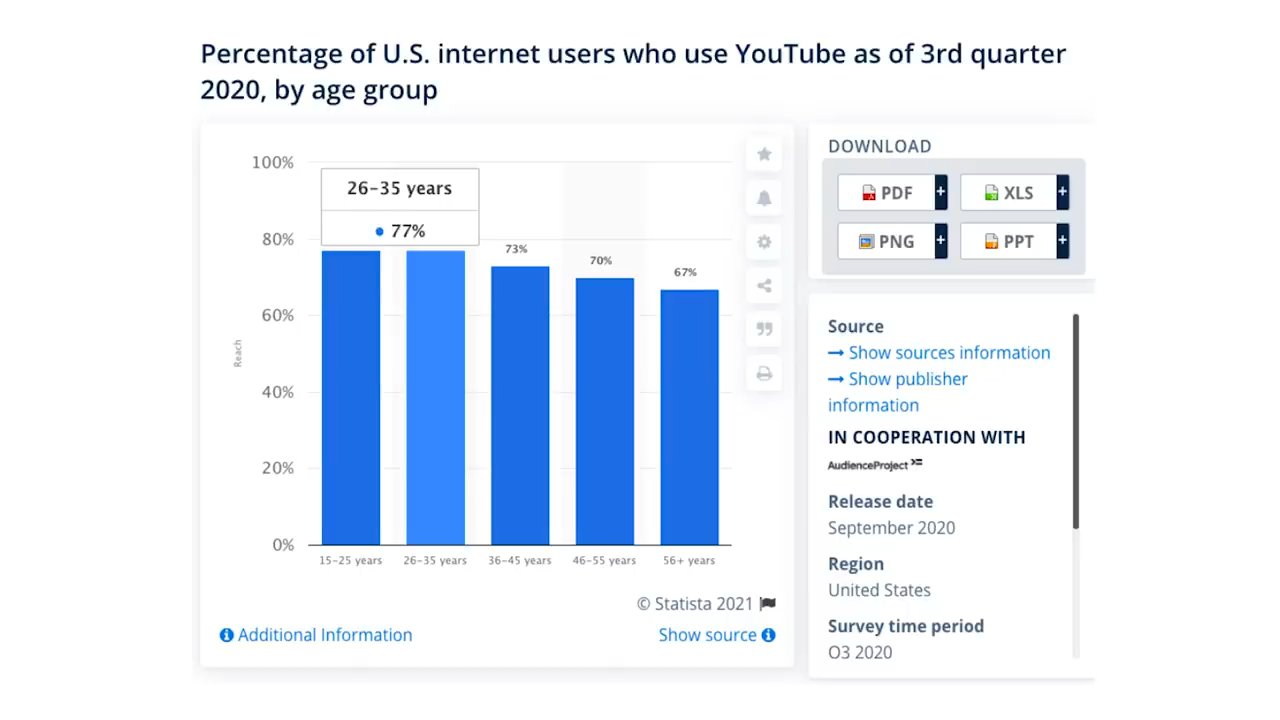 Percentage of U.S. internet users who use YouTube as of 3rd quarter
2020, by age group
100%
80%
60%
40%
20%
0%
Reach
26–35 years
77%
73%
70%
67%
15–25 years
26–35 years
36–45 years
46–55 years
56+ years
© Statista 2021
Additional Information
Show source
DOWNLOAD
PDF +
XLS +
PNG +
PPT +
Source
→ Show sources information
→ Show publisher
information
IN COOPERATION WITH
AudienceProject
Release date
September 2020
Region
United States
Survey time period
Q3 2020